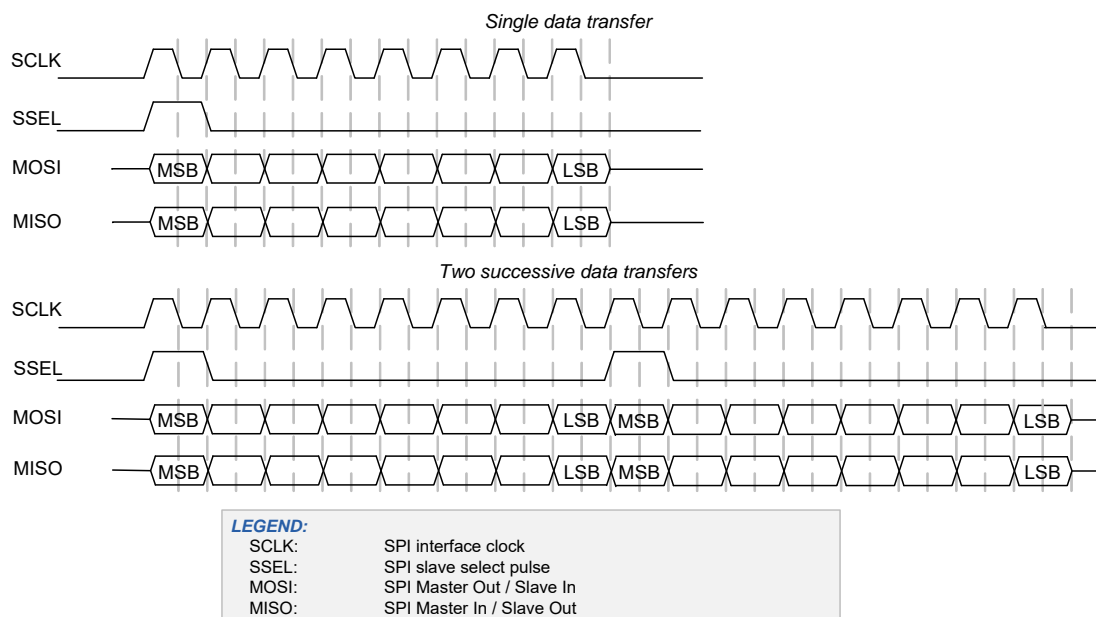 Single data transfer
SCLK
SSEL
MOSI MSB LSB
MISO MSB LSB
Two successive data transfers
SCLK
SSEL
MOSI MSB LSB MSB LSB
MISO MSB LSB MSB LSB
LEGEND:
SCLK: SPI interface clock
SSEL: SPI slave select pulse
MOSI: SPI Master Out / Slave In
MISO: SPI Master In / Slave Out